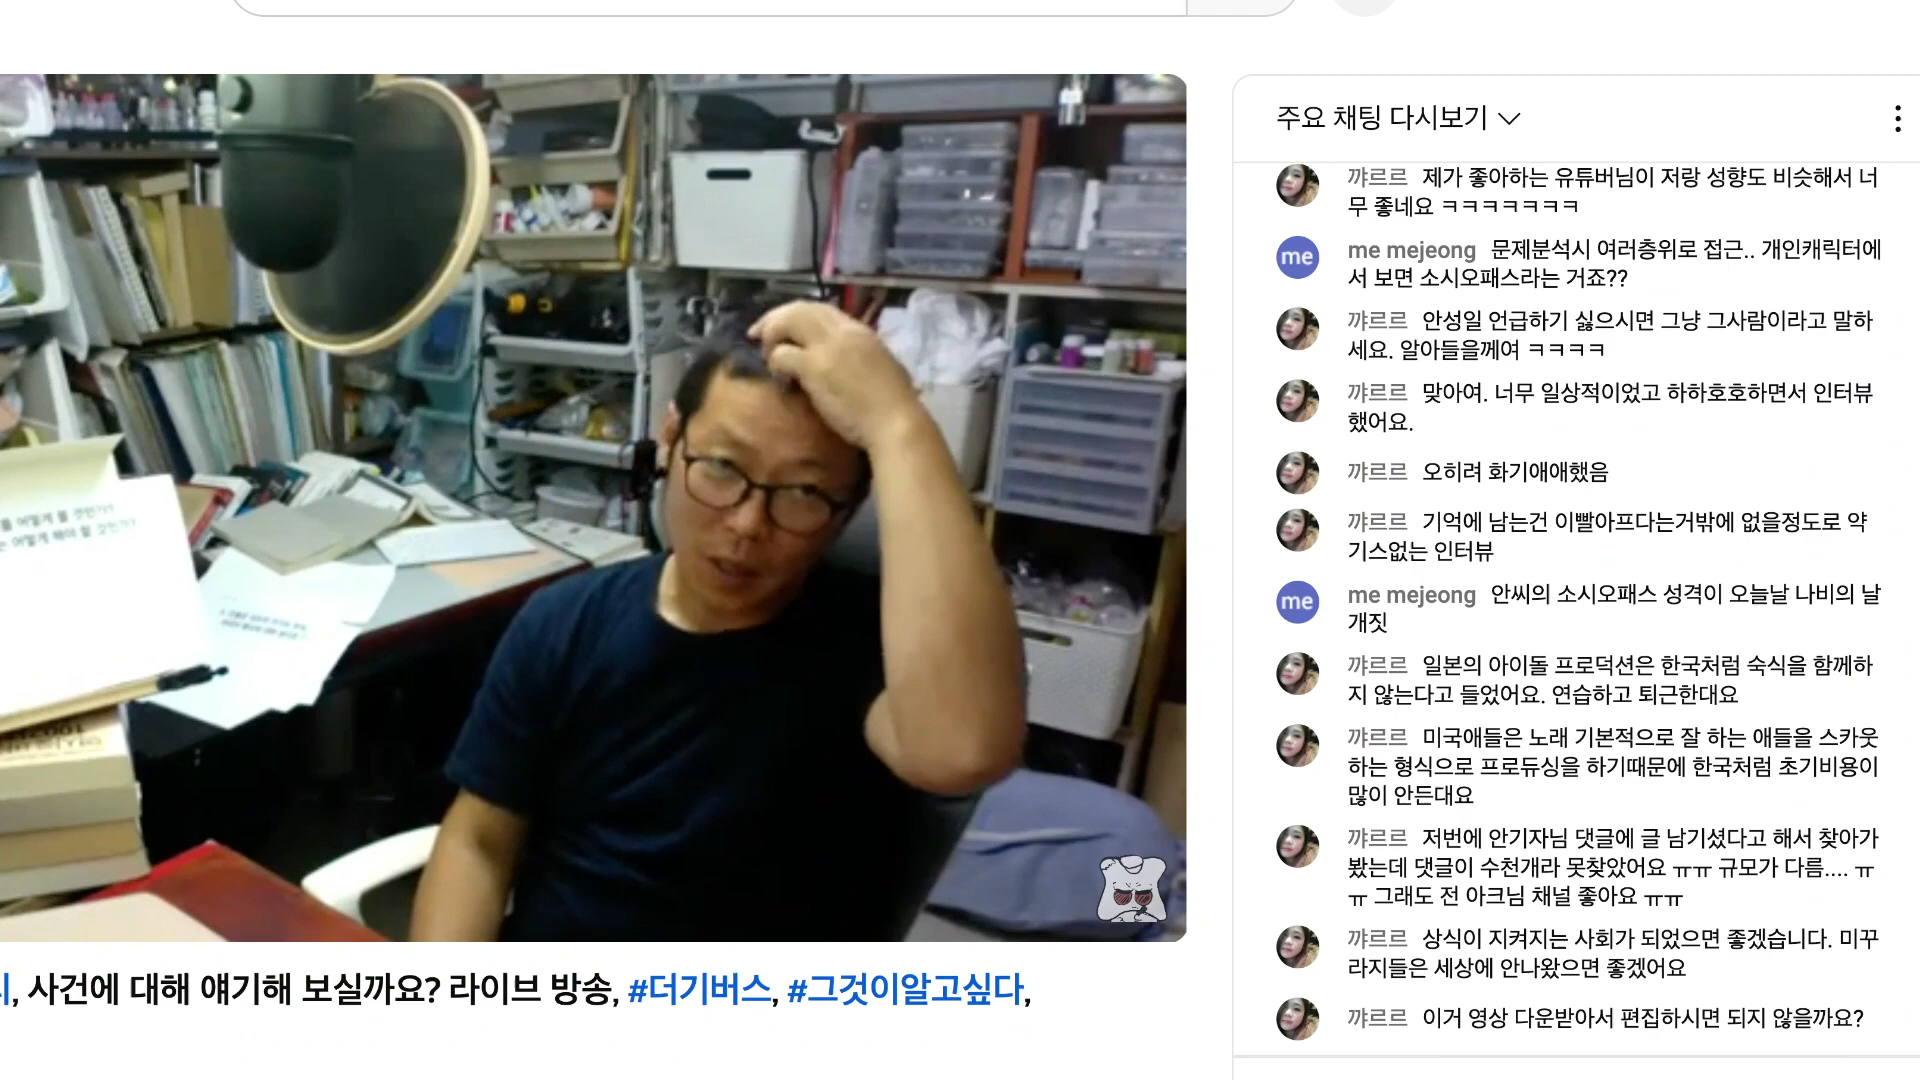 주요 채팅 다시보기
꺄르르 제가 좋아하는 유튜버님이 저랑 성향도 비슷해서 너
무 좋네요 ㅋㅋㅋㅋㅋㅋㅋ
me mejeong 문제분석시 여러층위로 접근.. 개인캐릭터에
서 보면 소시오패스라는 거죠??
꺄르르 안성일 언급하기 싫으시면 그냥 그사람이라고 말하
세요. 알아들을께여 ㅋㅋㅋㅋ
꺄르르 맞아여. 너무 일상적이었고 하하호호하면서 인터뷰
했어요.
꺄르르 오히려 화기애애했음
꺄르르 기억에 남는건 이빨아프다는거밖에 없을정도로 약
기스없는 인터뷰
me mejeong 안씨의 소시오패스 성격이 오늘날 나비의 날
개짓
꺄르르 일본의 아이돌 프로덕션은 한국처럼 숙식을 함께하
지 않는다고 들었어요. 연습하고 퇴근한대요
꺄르르 미국애들은 노래 기본적으로 잘 하는 애들을 스카웃
하는 형식으로 프로듀싱을 하기때문에 한국처럼 초기비용이
많이 안든대요
꺄르르 저번에 안기자님 댓글에 글 남기셨다고 해서 찾아가
봤는데 댓글이 수천개라 못찾았어요 ㅠㅠ 규모가 다름.... ㅠ
ㅠ 그래도 전 아크님 채널 좋아요 ㅠㅠ
꺄르르 상식이 지켜지는 사회가 되었으면 좋겠습니다. 미꾸
라지들은 세상에 안나왔으면 좋겠어요
꺄르르 이거 영상 다운받아서 편집하시면 되지 않을까요?
를 어떻게 볼 것인가?
는 어떻게 해야 할 것인가?
, 사건에 대해 얘기해 보실까요? 라이브 방송, #더기버스, #그것이알고싶다,